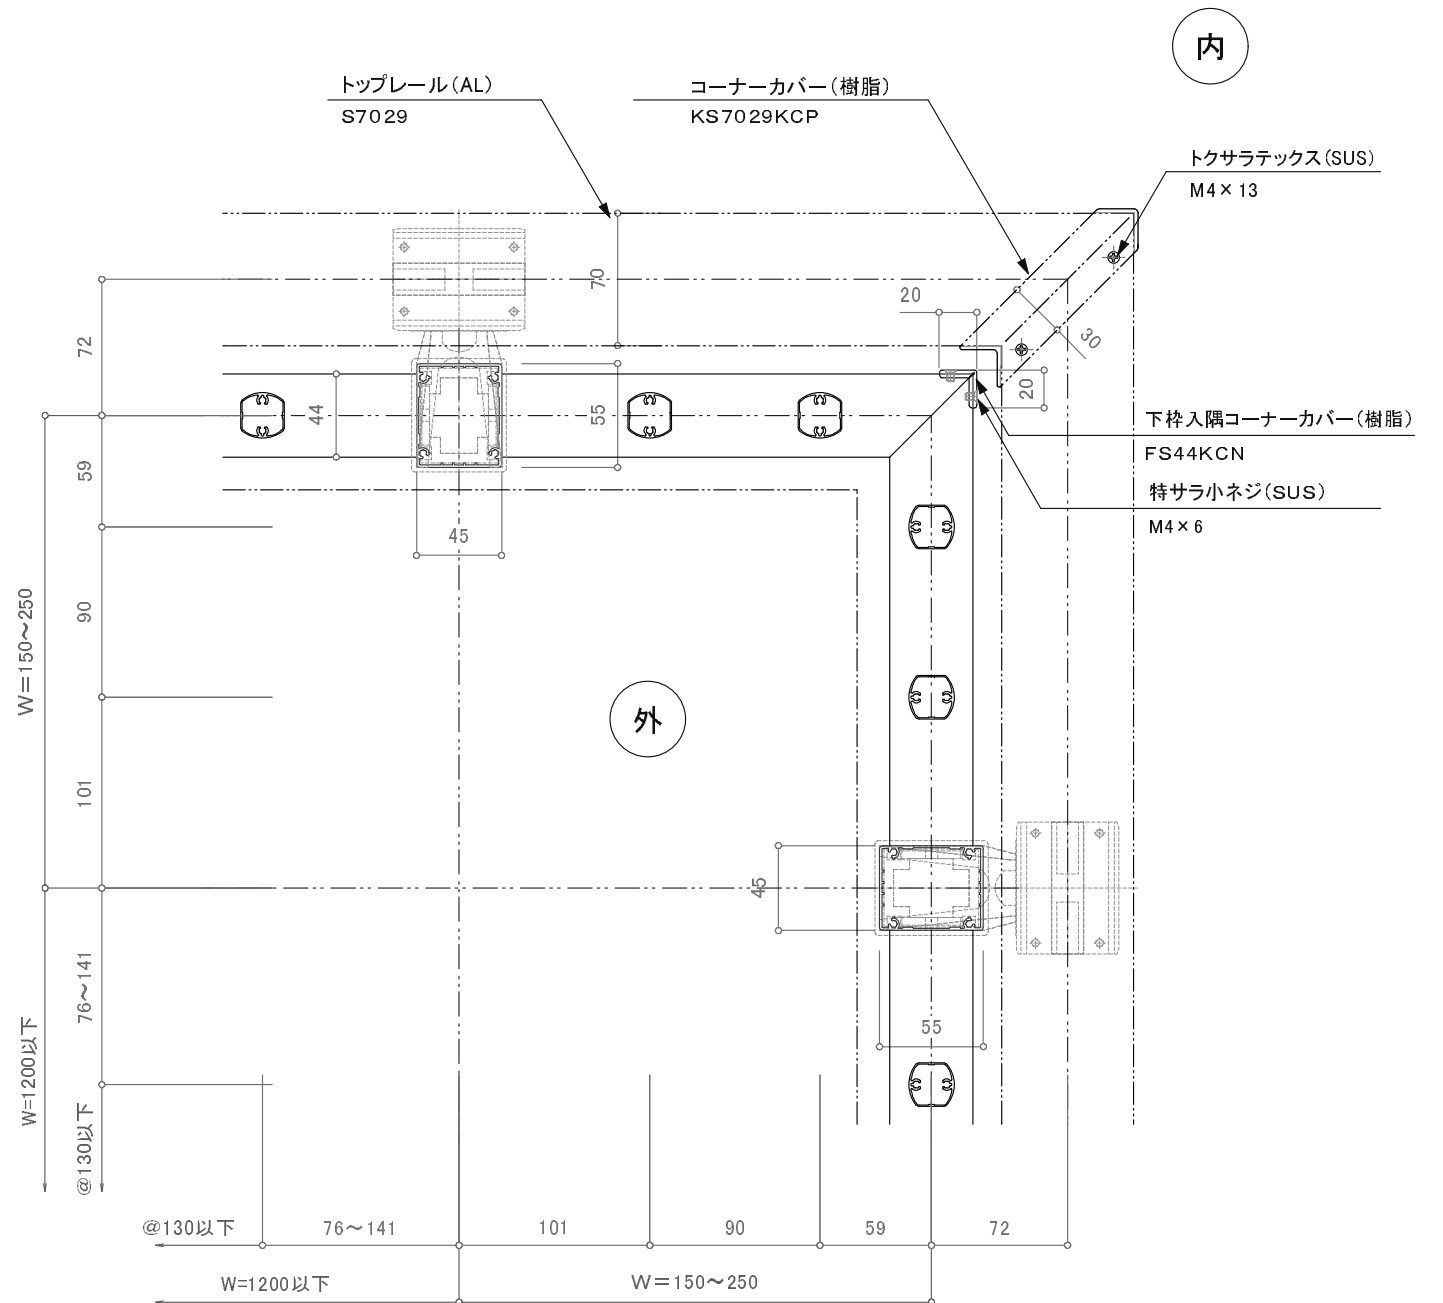 内
トップレール（AL）
S7029
コーナーカバー（樹脂）
KS7029KCP
トクサラテックス（SUS）
M4×13
70
20
30
72
44
55
20
下枠入隅コーナーカバー（樹脂）
FS44KCN
59
特サラ小ネジ（SUS）
M4×6
45
90
W＝150～250
外
101
45
76～141
55
W=1200以下
@130以下
@130以下
76～141
101
90
59
72
W=1200以下
W＝150～250